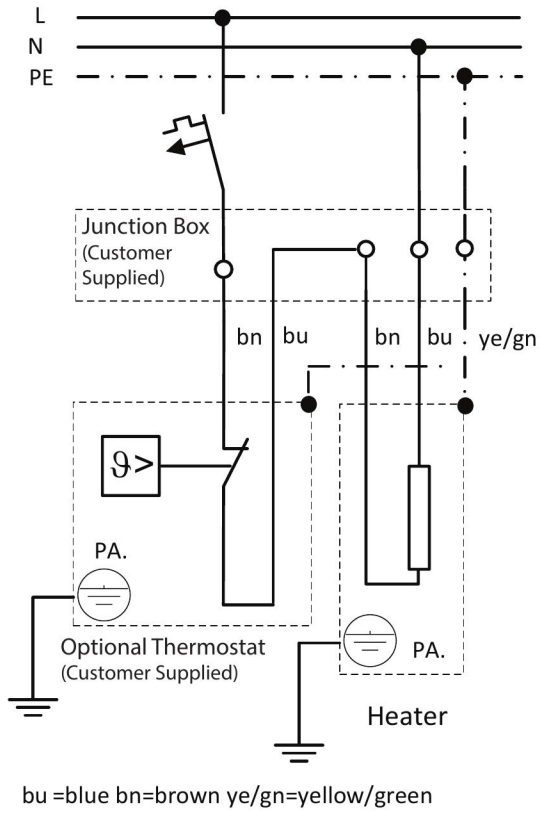 L
N
PE
Junction Box
(Customer
Supplied)
bn bu bn bu ye/gn
ϑ>
PA.
Optional Thermostat
(Customer Supplied)
PA.
Heater
bu =blue bn=brown ye/gn=yellow/green